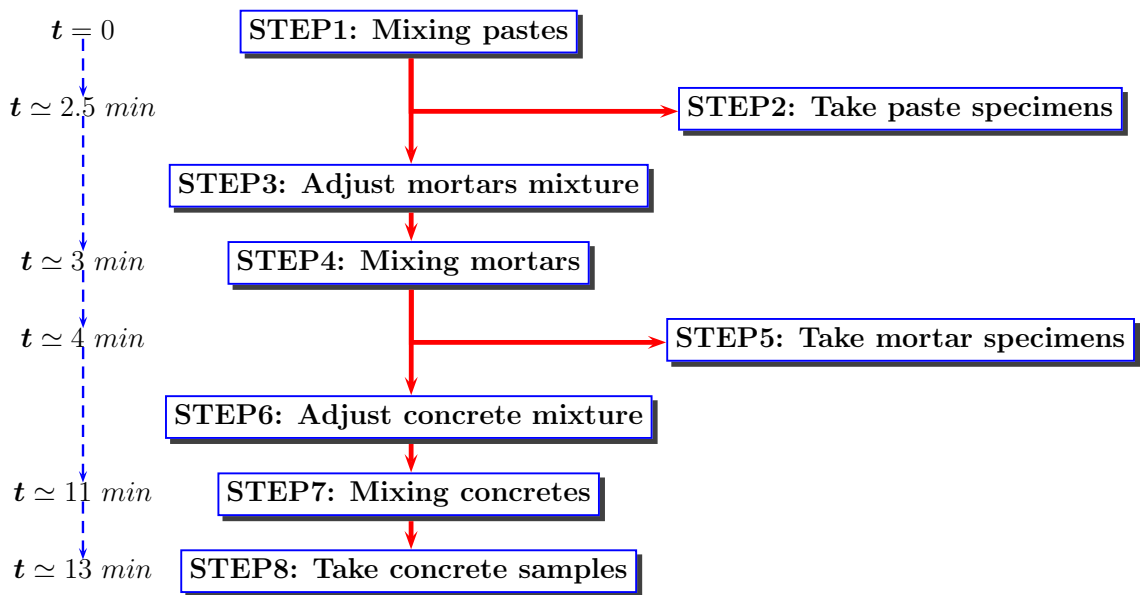 t = 0
STEP1: Mixing pastes
t ≃ 2.5 min
STEP2: Take paste specimens
STEP3: Adjust mortars mixture
t ≃ 3 min
STEP4: Mixing mortars
t ≃ 4 min
STEP5: Take mortar specimens
STEP6: Adjust concrete mixture
t ≃ 11 min
STEP7: Mixing concretes
t ≃ 13 min
STEP8: Take concrete samples